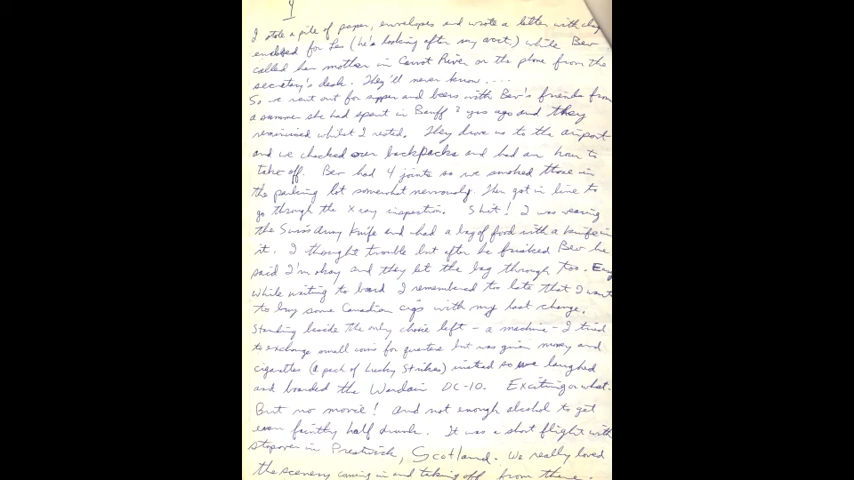 4
I stole a pile of paper, envelopes and wrote a letter with
enclosed for Les (he's looking after my acct.) while Bev
called her mother in Carrot River on the phone from the
secretary's desk. They'll never know....
So we went out for supper and beers with Bev's friends from
a summer she had spent in Banff 2 yrs ago and they
reminised whilst I rested. They drove us to the airport
and we checked our backpacks and had an hour to
take off. Bev had 4 joints so we smoked those in
the parking lot somewhat nervously then got in line to
go through the x ray inspection. Shit! I was wearing
the Swiss Army Knife and had a bag of food with a knife in
it. I thought trouble but after he frisked Bev he
said I'm okay and they let the bag through too.
While waiting to board I remembered to late that I want
to buy some Canadian cigs with my last change.
Standing beside the only choice left - a machine - I tried
to exchange small coins for quarters but was given money and
cigarettes (a pack of Lucky Strikes) instead so we laughed
and boarded the Wardair DC-10. Exciting or what.
But no movie! And not enough alcohol to get
even faintly half drunk. It was a short flight with
stopover in Prestwick, Scotland. We really loved
the scenery coming in and taking off from there.